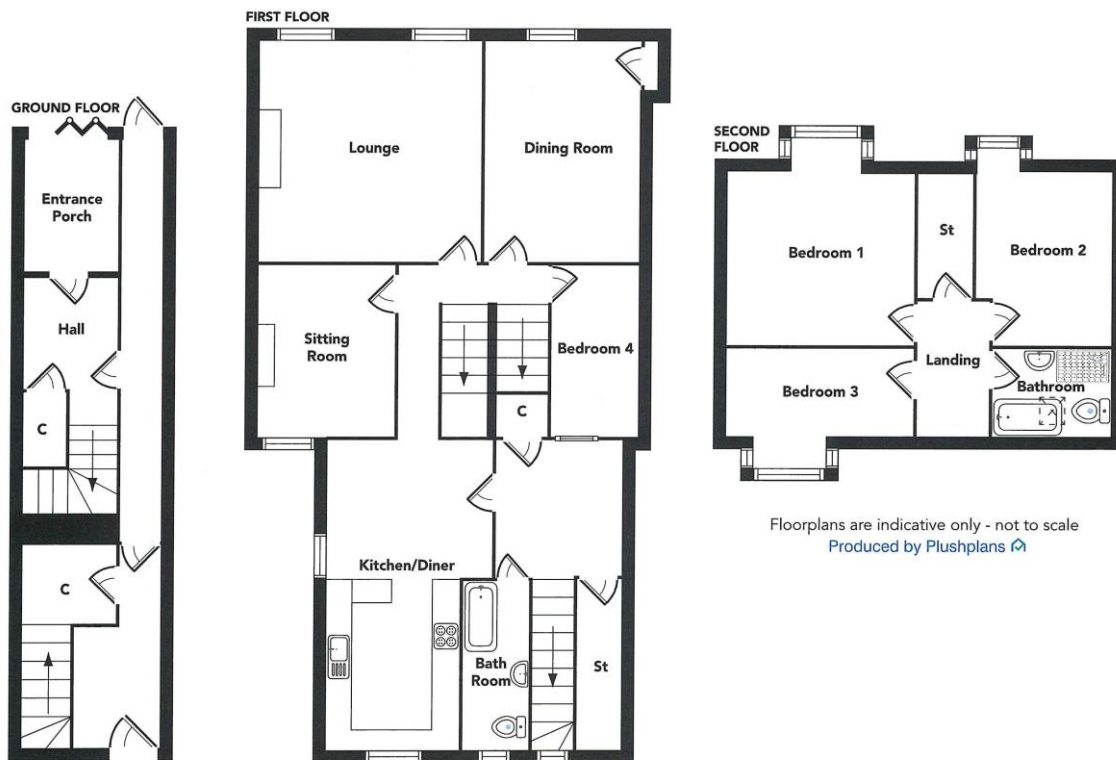 GROUND FLOOR
Entrance
Porch
Hall
C
C
FIRST FLOOR
Lounge
Dining Room
Sitting
Room
Bedroom 4
C
Kitchen/Diner
Bath
Room
St
SECOND
FLOOR
Bedroom 1
St
Bedroom 2
Landing
Bedroom 3
Bathroom
Floorplans are indicative only - not to scale
Produced by Plushplans